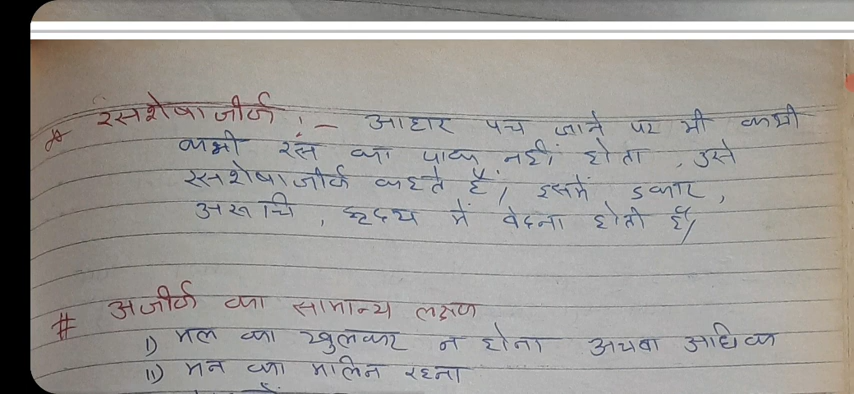 * रसशेषाजीर्ण :- आहार पच जाने पर भी कभी
कभी रस का पाक नहीं होता , उसे
रसशेषाजीर्ण कहते हैं, इसमें डकार,
अरूचि , हृदय में वेदना होती है,
# अजीर्ण का सामान्य लक्षण
i) मल का खुलकर न होना अथबा अधिक
ii) मन का मलिन रहना